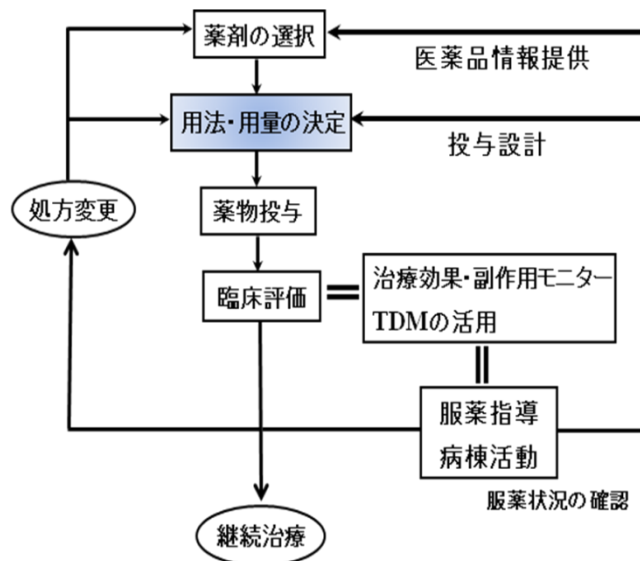 薬剤の選択
医薬品情報提供
用法・用量の決定
投与設計
処方変更
薬物投与
臨床評価
治療効果・副作用モニター
TDMの活用
服薬指導
病棟活動
服薬状況の確認
継続治療